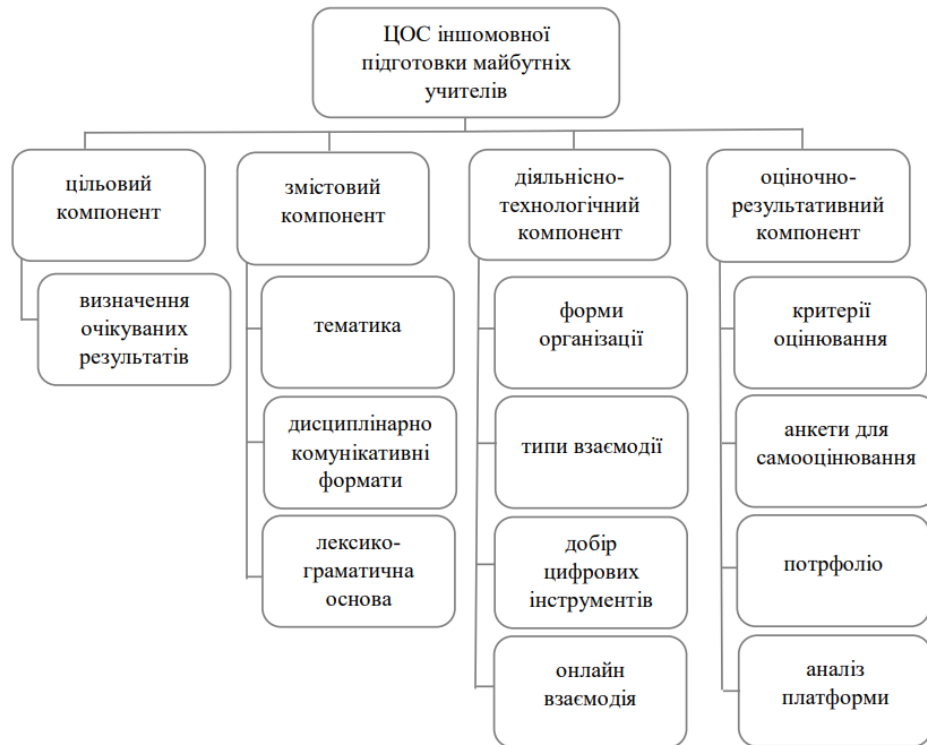 ЦОС іншомовної
підготовки майбутніх
учителів
цільовий
компонент
визначення
очікуваних
результатів
змістовий
компонент
тематика
дисциплінарно
комунікативні
формати
лексико-
граматична
основа
діяльнісно-
технологічний
компонент
форми
організації
типи взаємодії
добір
цифрових
інструментів
онлайн
взаємодія
оціночно-
результативний
компонент
критерії
оцінювання
анкети для
самооцінювання
потрфоліо
аналіз
платформи